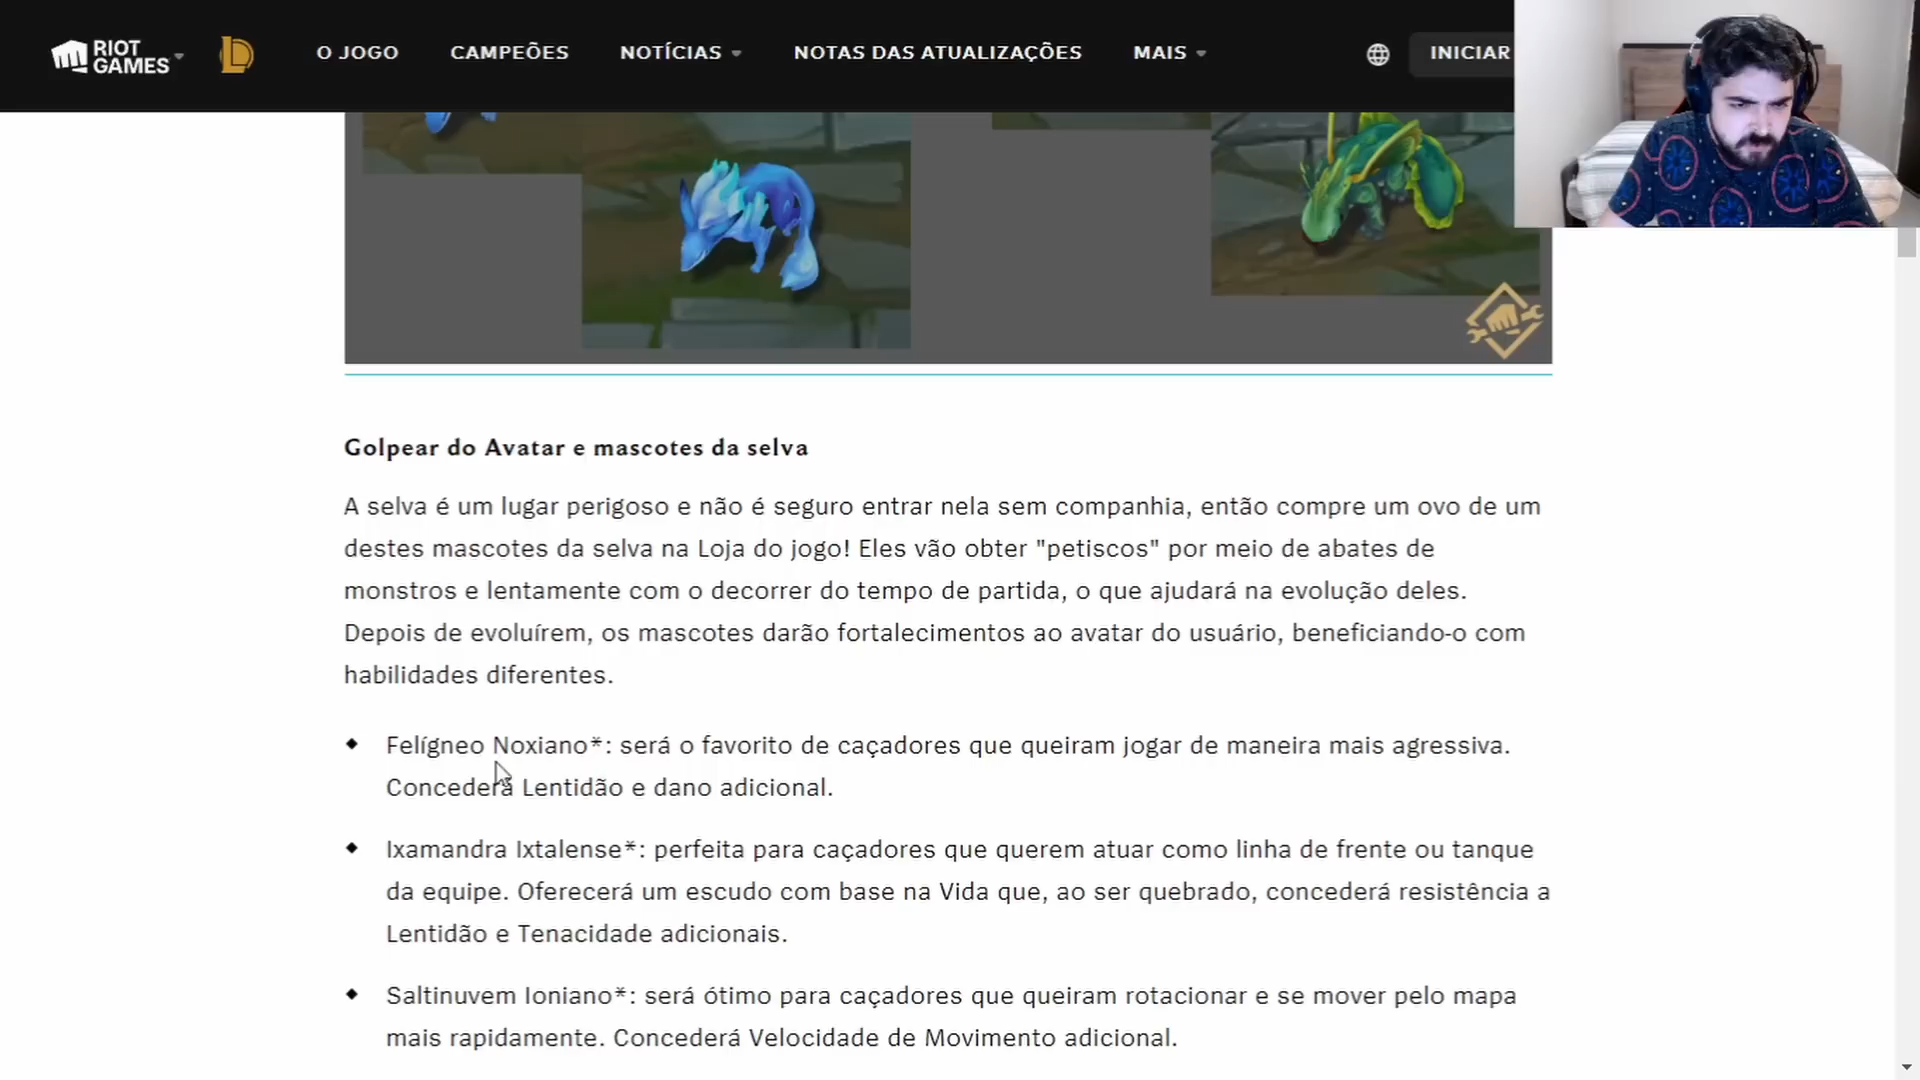 RIOT GAMES
O JOGO
CAMPEÕES
NOTÍCIAS
NOTAS DAS ATUALIZAÇÕES
MAIS
INICIAR
Golpear do Avatar e mascotes da selva
A selva é um lugar perigoso e não é seguro entrar nela sem companhia, então compre um ovo de um
destes mascotes da selva na Loja do jogo! Eles vão obter "petiscos" por meio de abates de
monstros e lentamente com o decorrer do tempo de partida, o que ajudará na evolução deles.
Depois de evoluírem, os mascotes darão fortalecimentos ao avatar do usuário, beneficiando-o com
habilidades diferentes.
Felígneo Noxiano*: será o favorito de caçadores que queiram jogar de maneira mais agressiva.
Concederá Lentidão e dano adicional.
Ixamandra Ixtalense*: perfeita para caçadores que querem atuar como linha de frente ou tanque
da equipe. Oferecerá um escudo com base na Vida que, ao ser quebrado, concederá resistência a
Lentidão e Tenacidade adicionais.
Saltinuvem Ioniano*: será ótimo para caçadores que queiram rotacionar e se mover pelo mapa
mais rapidamente. Concederá Velocidade de Movimento adicional.